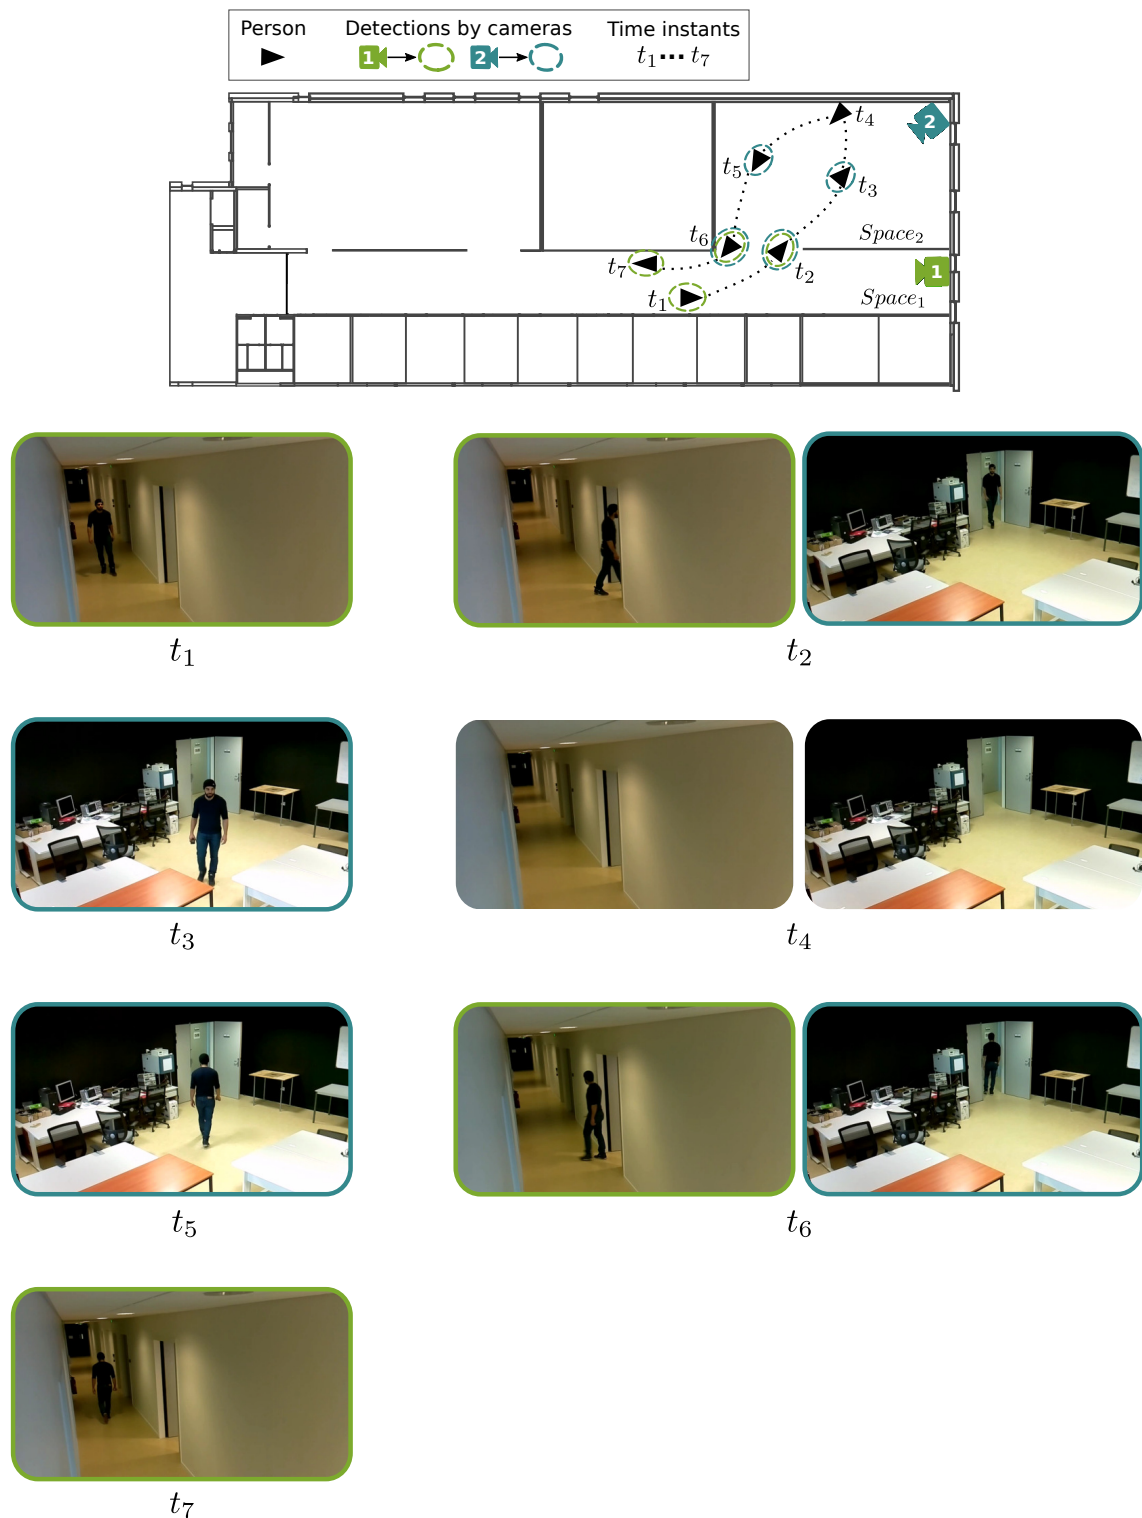 Person Detections by cameras Time instants
1 2 t₁⋯t₇
2
t₄
t₅
t₃
t₆ Space₂
t₇ t₂ 1
t₁ Space₁
t₁ t₂
t₃ t₄
t₅ t₆
t₇